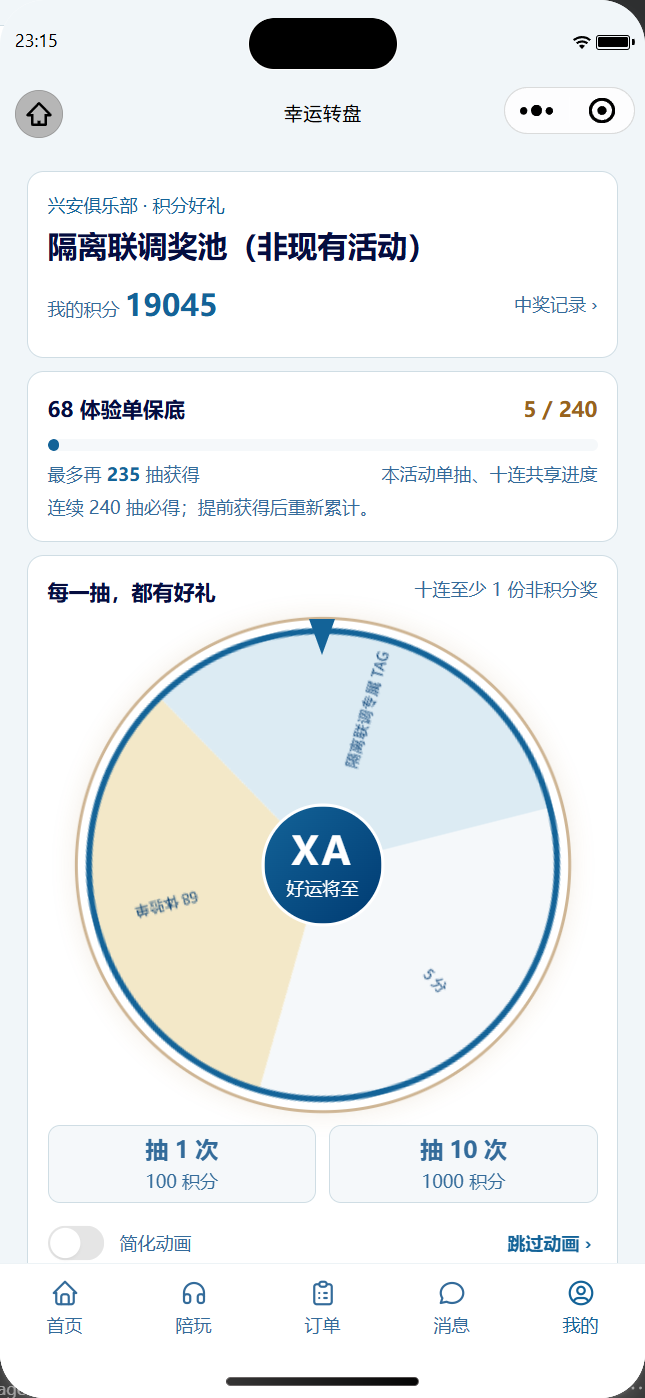 23:15
幸运转盘
兴安俱乐部 · 积分好礼
隔离联调奖池（非现有活动）
我的积分 19045
中奖记录 ›
68 体验单保底
5 / 240
最多再 235 抽获得
本活动单抽、十连共享进度
连续 240 抽必得；提前获得后重新累计。
每一抽，都有好礼
十连至少 1 份非积分奖
隔离联调专属 TAG
XA
好运将至
68 体验单
5 分
抽 1 次
100 积分
抽 10 次
1000 积分
简化动画
跳过动画 ›
首页
陪玩
订单
消息
我的